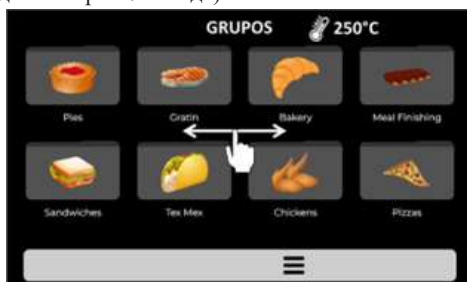 GRUPOS 250°C
Pies Gratin Bakery Meal Finishing
Sandwiches Tex Mex Chickens Pizzas